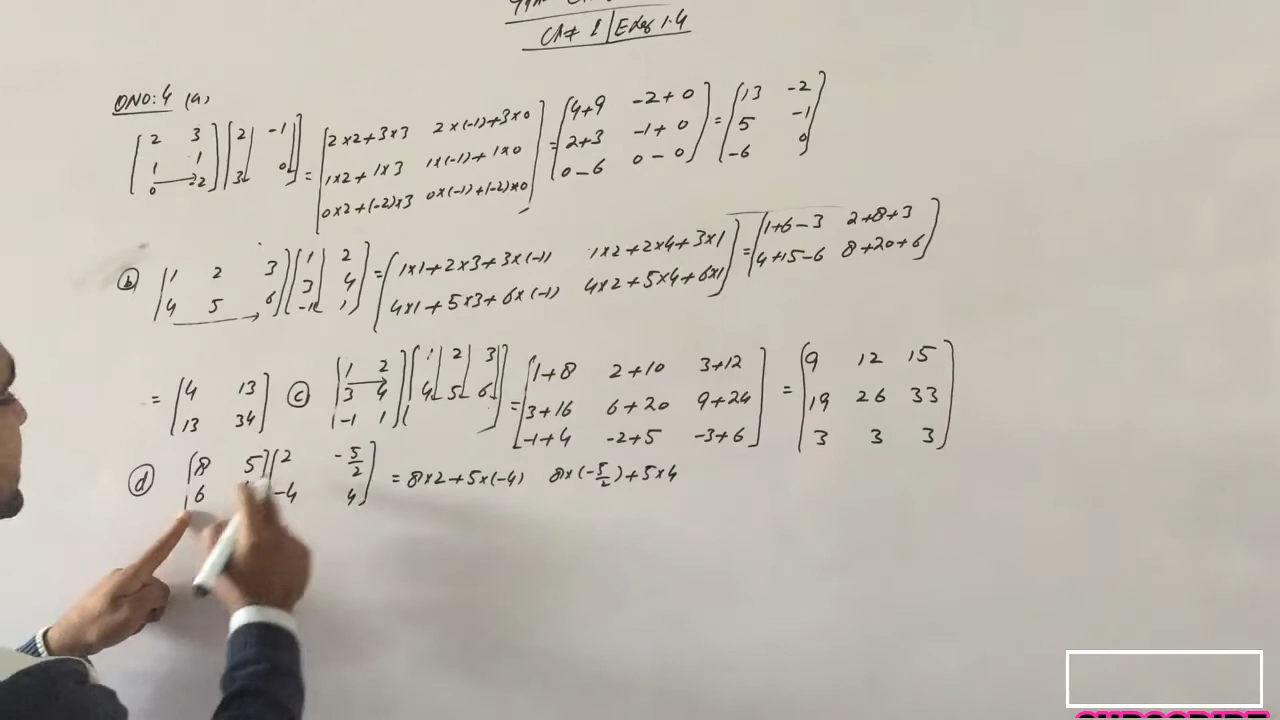 Ch# 1 | Exer 1.4
QNO: 4 (a)
[2 3; 1 1; 0 -2] [2 -1; 3 0] = [2×2+3×3 2×(-1)+3×0; 1×2+1×3 1×(-1)+1×0; 0×2+(-2)×3 0×(-1)+(-2)×0] = [4+9 -2+0; 2+3 -1+0; 0-6 0-0] = [13 -2; 5 -1; -6 0]
(b) [1 2 3; 4 5 6] [1 2; 3 4; -1 1] = [1×1+2×3+3×(-1) 1×2+2×4+3×1; 4×1+5×3+6×(-1) 4×2+5×4+6×1] = [1+6-3 2+8+3; 4+15-6 8+20+6]
= [4 13; 13 34] (c) [1 2; 3 4; -1 1] [1 2 3; 4 5 6] = [1+8 2+10 3+12; 3+16 6+20 9+24; -1+4 -2+5 -3+6] = [9 12 15; 19 26 33; 3 3 3]
(d) [8 5; 6] [2 -5/2; -4 4] = 8×2+5×(-4) 8×(-5/2)+5×4
SUBSCRIBE